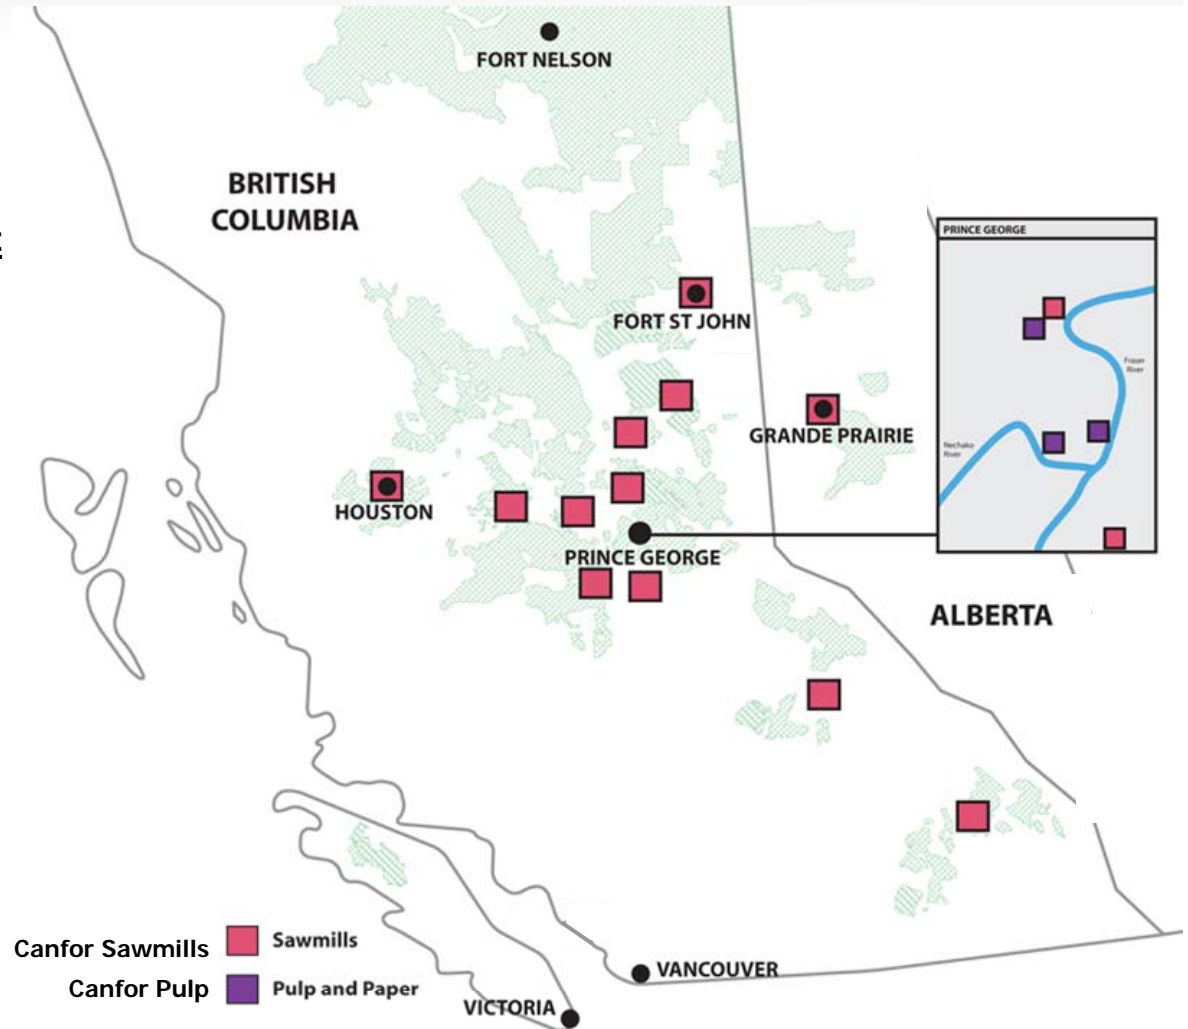 FORT NELSON
BRITISH
COLUMBIA
PRINCE GEORGE
FORT ST JOHN
Fraser
River
GRANDE PRAIRIE
Nechako
River
HOUSTON
PRINCE GEORGE
ALBERTA
Canfor Sawmills
Sawmills
VANCOUVER
Canfor Pulp
Pulp and Paper
VICTORIA